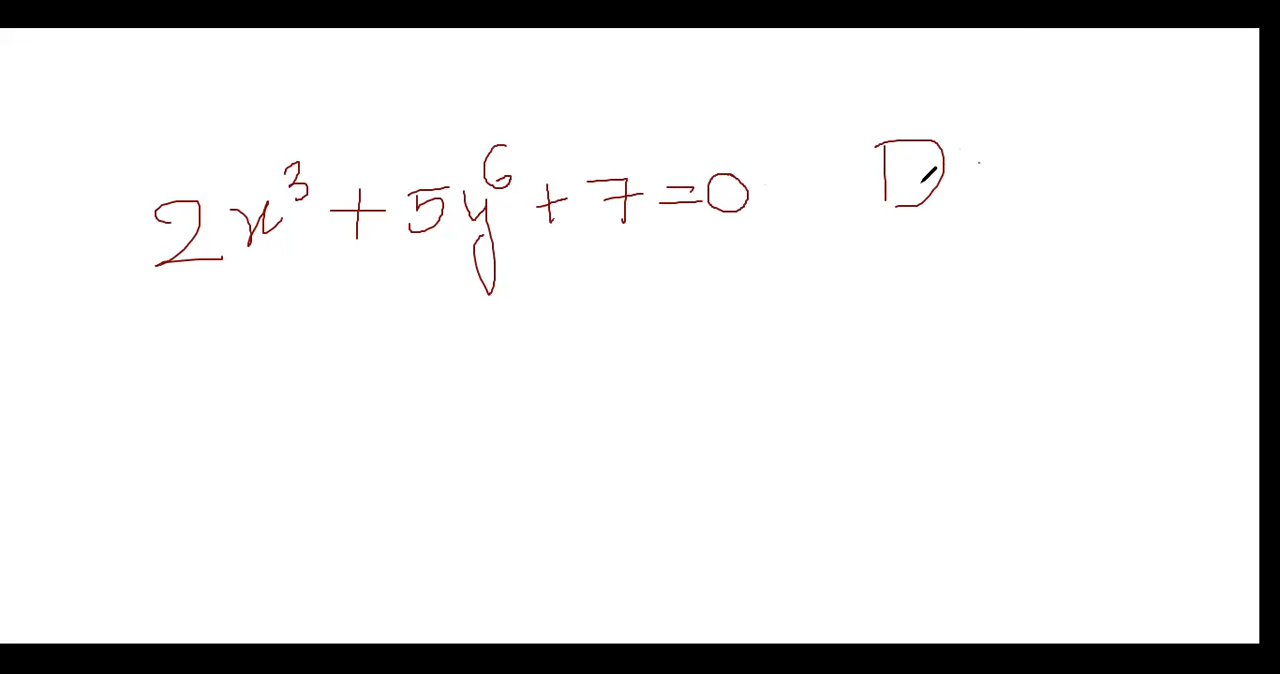 2x³ + 5y⁶ + 7 = 0 D